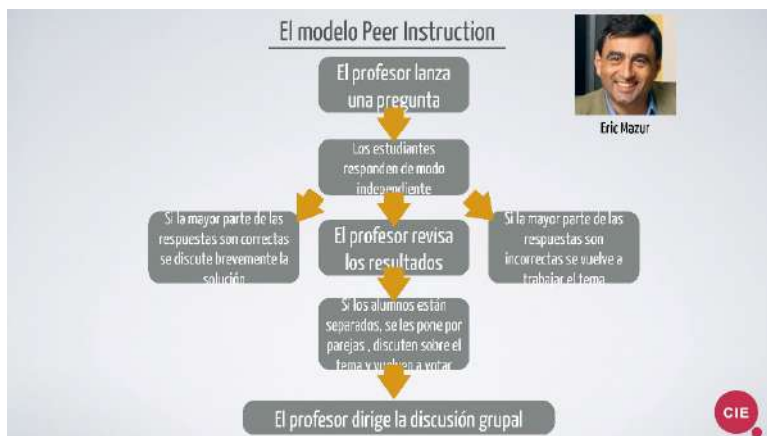 El modelo Peer Instruction
El profesor lanza
una pregunta
Eric Mazur
Los estudiantes
responden de modo
independiente
Si la mayor parte de las
respuestas son correctas
se discute brevemente la
solución
El profesor revisa
los resultados
Si la mayor parte de las
respuestas son
incorrectas se vuelve a
trabajar el tema
Si los alumnos están
separados, se les pone por
parejas , discuten sobre el
tema y vuelven a votar
El profesor dirige la discusión grupal
CIE